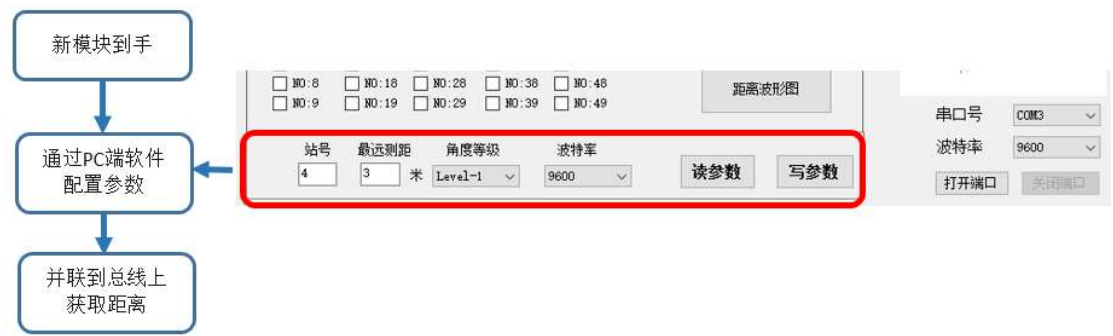 新模块到手
通过PC端软件
配置参数
并联到总线上
获取距离
NO:8 NO:18 NO:28 NO:38 NO:48
NO:9 NO:19 NO:29 NO:39 NO:49
距离波形图
站号 最远测距 角度等级 波特率
4 3 米 Level-1 9600
读参数 写参数
串口号 COM3
波特率 9600
打开端口 关闭端口